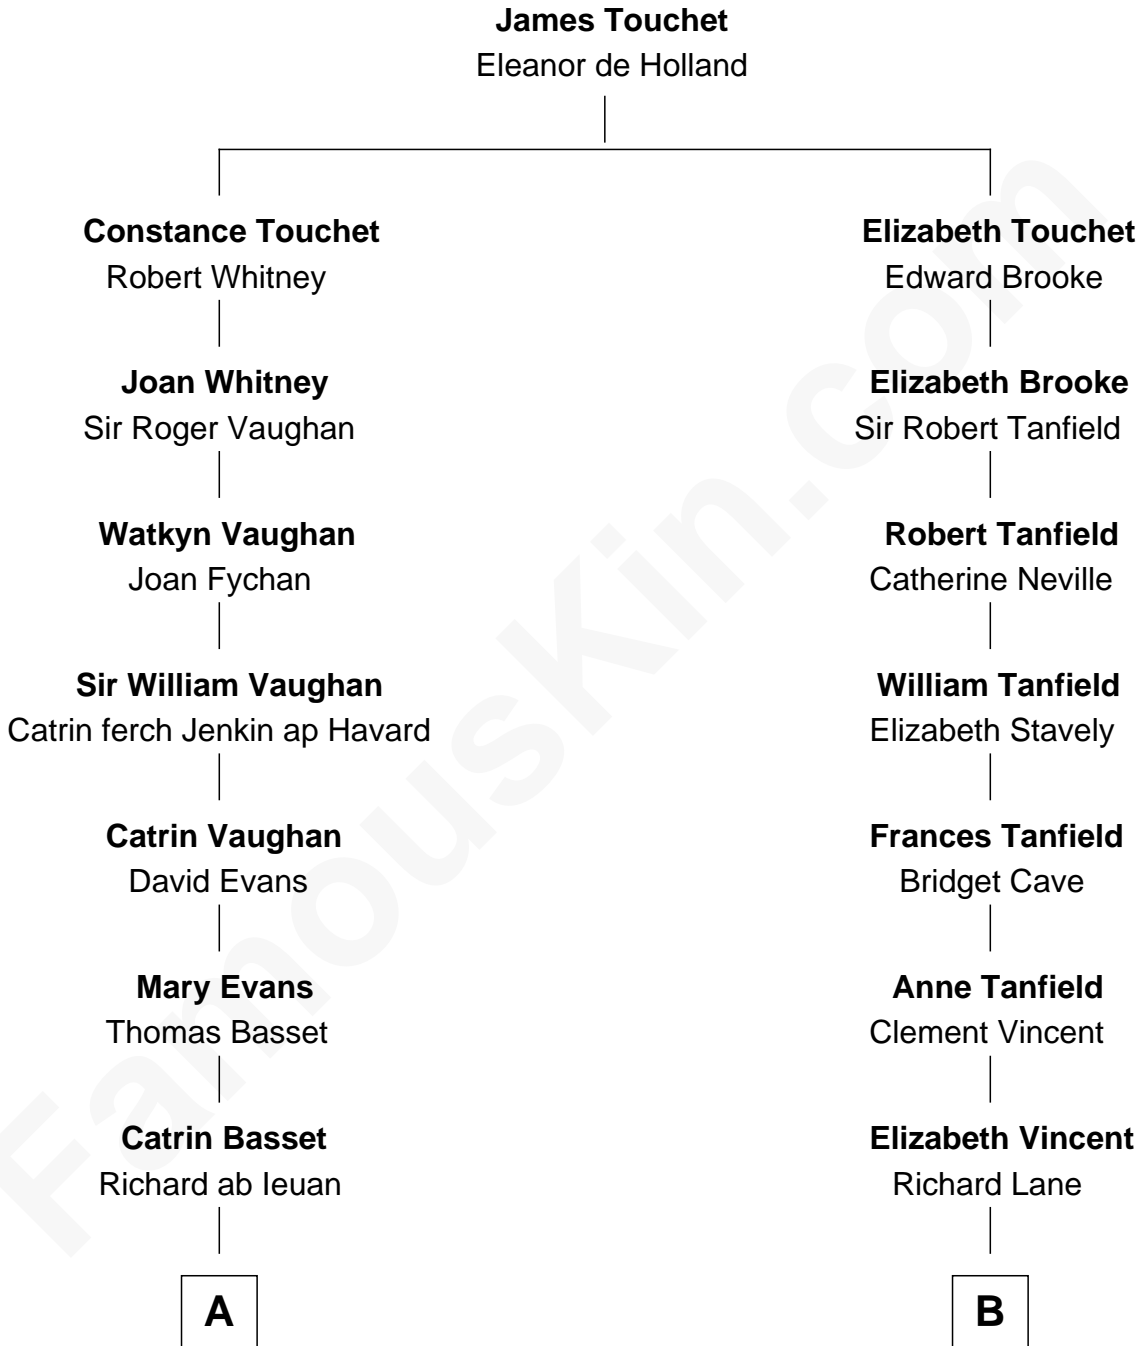 James Touchet
Eleanor de Holland
Constance Touchet
Robert Whitney
Elizabeth Touchet
Edward Brooke
Joan Whitney
Sir Roger Vaughan
Elizabeth Brooke
Sir Robert Tanfield
Watkyn Vaughan
Joan Fychan
Robert Tanfield
Catherine Neville
Sir William Vaughan
Catrin ferch Jenkin ap Havard
William Tanfield
Elizabeth Stavely
Catrin Vaughan
David Evans
Frances Tanfield
Bridget Cave
Mary Evans
Thomas Basset
Anne Tanfield
Clement Vincent
Catrin Basset
Richard ab Ieuan
Elizabeth Vincent
Richard Lane
A
B
FamousKin.com